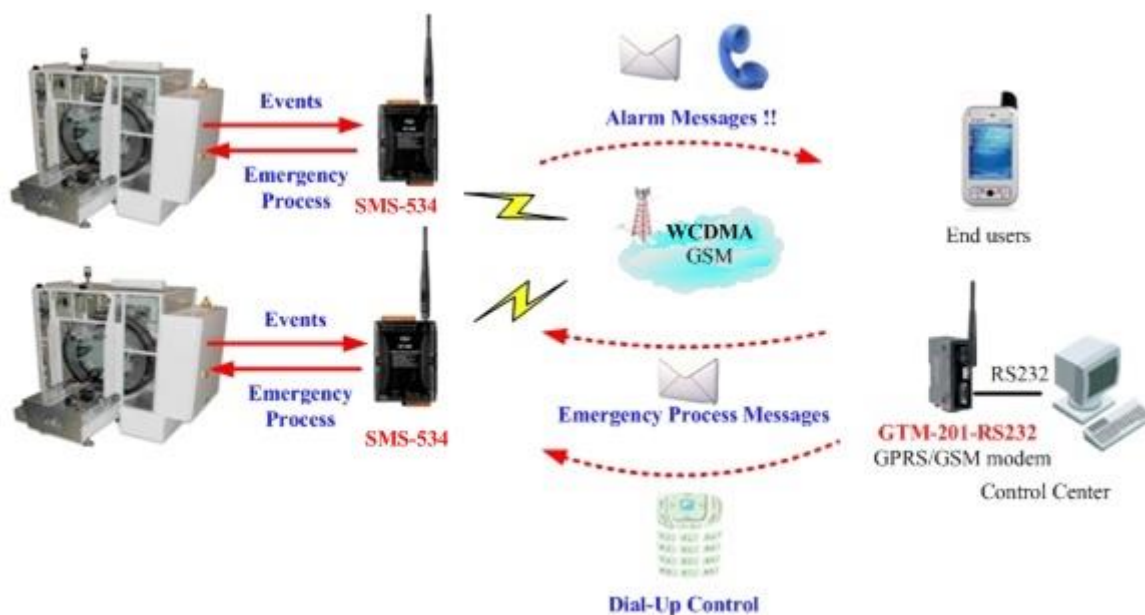 Events
Emergency
Process
SMS-534
Alarm Messages !!
WCDMA
GSM
End users
Events
Emergency
Process
SMS-534
Emergency Process Messages
RS232
GTM-201-RS232
GPRS/GSM modem
Control Center
Dial-Up Control